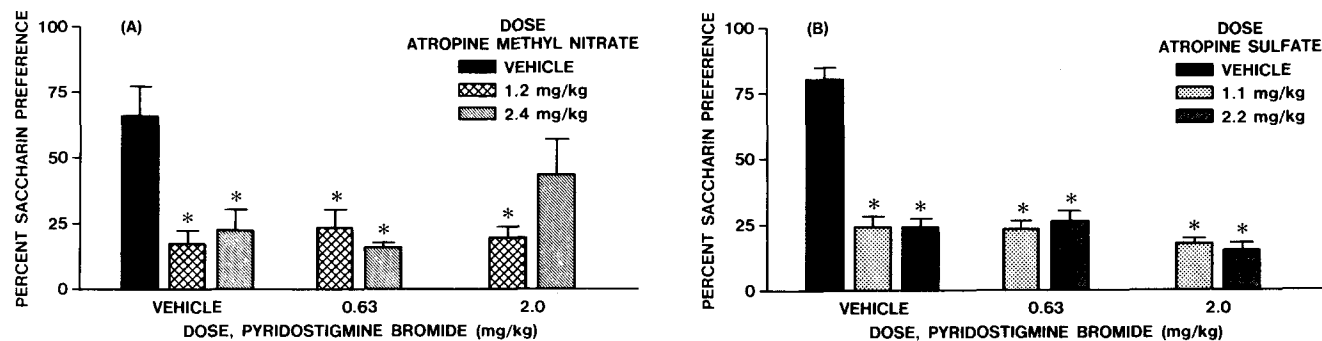 PERCENT SACCHARIN PREFERENCE
100
75
50
25
0
(A)
DOSE
ATROPINE METHYL NITRATE
VEHICLE
1.2 mg/kg
2.4 mg/kg
*
*
*
*
*
VEHICLE
0.63
2.0
DOSE, PYRIDOSTIGMINE BROMIDE (mg/kg)
PERCENT SACCHARIN PREFERENCE
100
75
50
25
0
(B)
DOSE
ATROPINE SULFATE
VEHICLE
1.1 mg/kg
2.2 mg/kg
*
*
*
*
*
*
VEHICLE
0.63
2.0
DOSE, PYRIDOSTIGMINE BROMIDE (mg/kg)